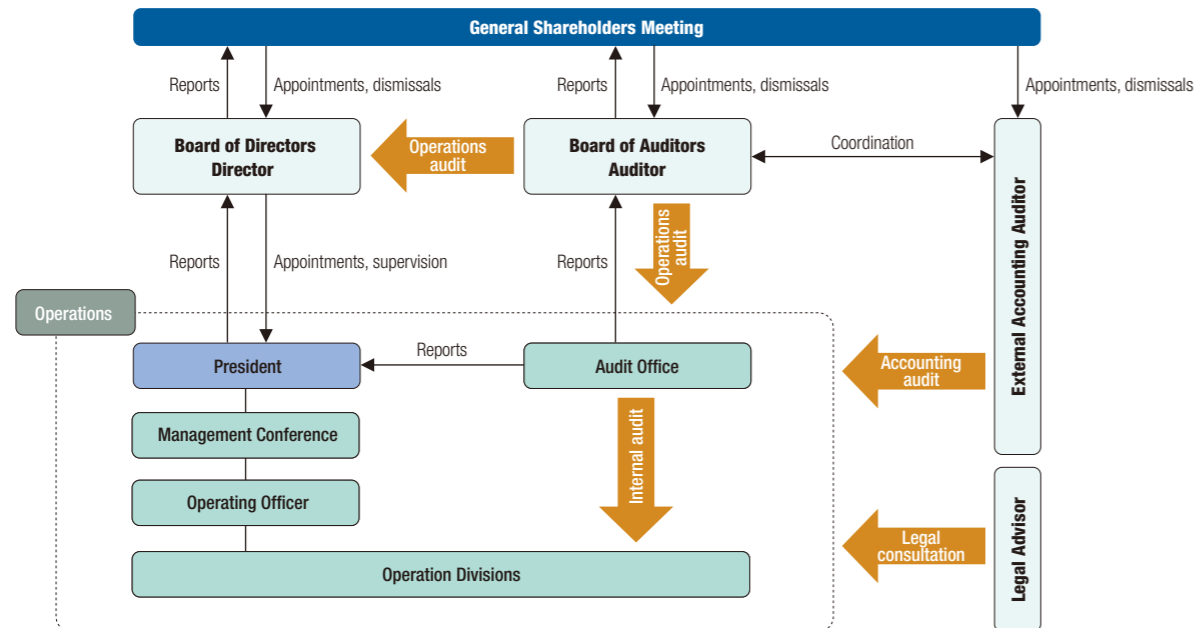 General Shareholders Meeting
Reports
Appointments, dismissals
Reports
Appointments, dismissals
Appointments, dismissals
Board of Directors
Director
Operations
audit
Board of Auditors
Auditor
Coordination
External Accounting Auditor
Reports
Appointments, supervision
Reports
Operations
audit
Operations
President
Reports
Audit Office
Accounting
audit
Management Conference
Internal audit
Operating Officer
Legal
consultation
Legal Advisor
Operation Divisions